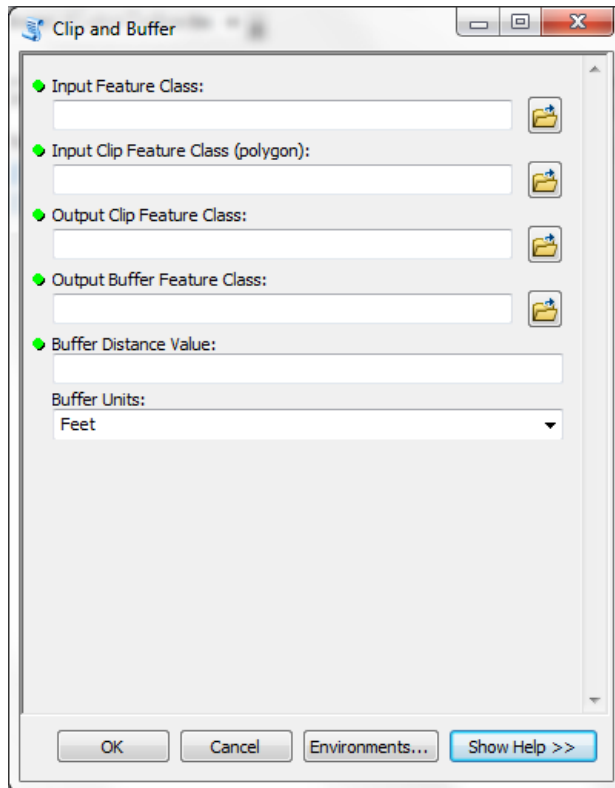 Clip and Buffer
Input Feature Class:
Input Clip Feature Class (polygon):
Output Clip Feature Class:
Output Buffer Feature Class:
Buffer Distance Value:
Buffer Units:
Feet
OK Cancel Environments... Show Help >>